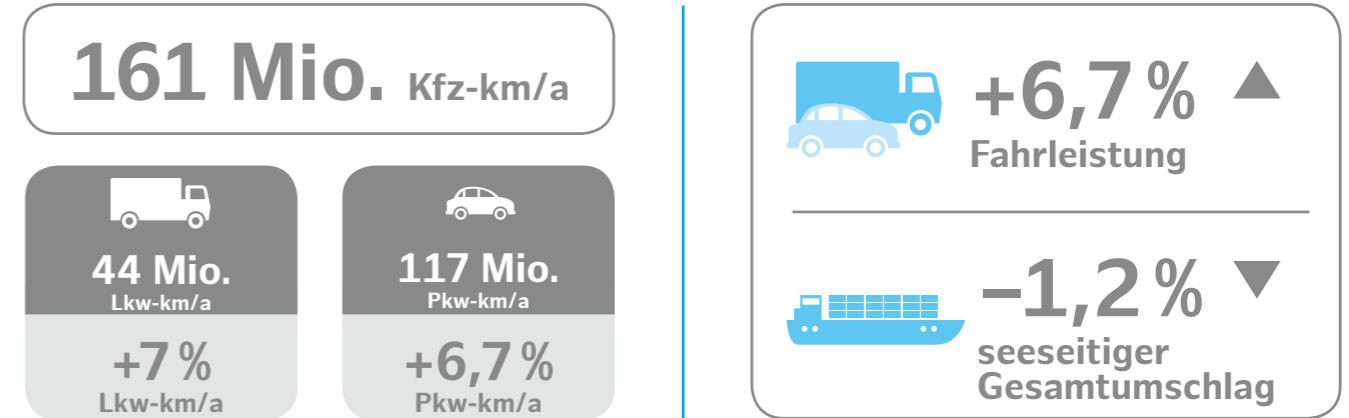 161 Mio. Kfz-km/a
44 Mio.
Lkw-km/a
+7 %
Lkw-km/a
117 Mio.
Pkw-km/a
+6,7 %
Pkw-km/a
+6,7 %
Fahrleistung
–1,2 %
seeseitiger
Gesamtumschlag